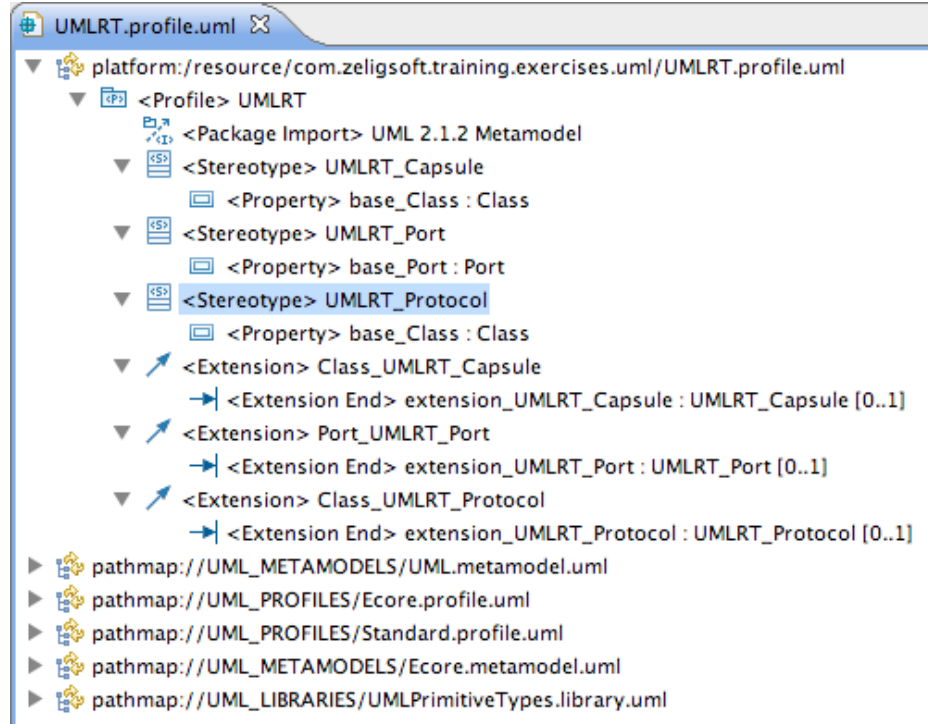 UMLRT.profile.uml
platform:/resource/com.zeligsoft.training.exercises.uml/UMLRT.profile.uml
<Profile> UMLRT
<Package Import> UML 2.1.2 Metamodel
<Stereotype> UMLRT_Capsule
<Property> base_Class : Class
<Stereotype> UMLRT_Port
<Property> base_Port : Port
<Stereotype> UMLRT_Protocol
<Property> base_Class : Class
<Extension> Class_UMLRT_Capsule
<Extension End> extension_UMLRT_Capsule : UMLRT_Capsule [0..1]
<Extension> Port_UMLRT_Port
<Extension End> extension_UMLRT_Port : UMLRT_Port [0..1]
<Extension> Class_UMLRT_Protocol
<Extension End> extension_UMLRT_Protocol : UMLRT_Protocol [0..1]
pathmap://UML_METAMODELS/UML.metamodel.uml
pathmap://UML_PROFILES/Ecore.profile.uml
pathmap://UML_PROFILES/Standard.profile.uml
pathmap://UML_METAMODELS/Ecore.metamodel.uml
pathmap://UML_LIBRARIES/UMLPrimitiveTypes.library.uml